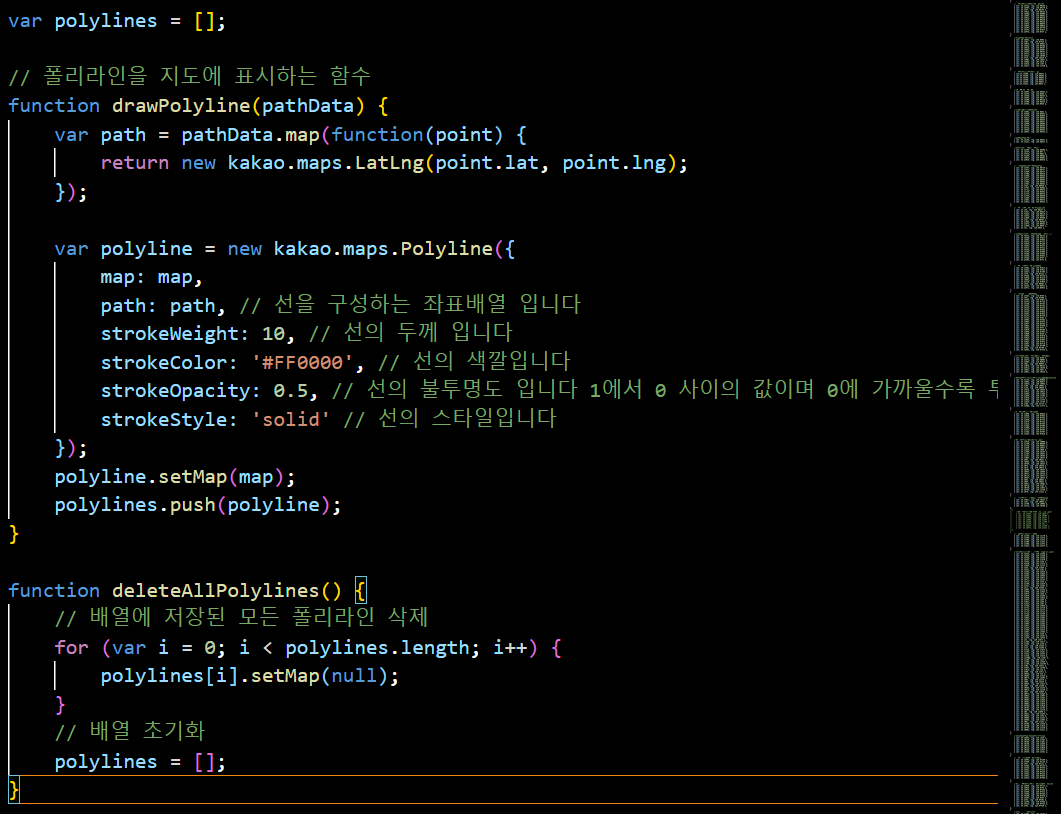 var polylines = [];
// 폴리라인을 지도에 표시하는 함수
function drawPolyline(pathData) {
var path = pathData.map(function(point) {
return new kakao.maps.LatLng(point.lat, point.lng);
});
var polyline = new kakao.maps.Polyline({
map: map,
path: path, // 선을 구성하는 좌표배열 입니다
strokeWeight: 10, // 선의 두께 입니다
strokeColor: '#FF0000', // 선의 색깔입니다
strokeOpacity: 0.5, // 선의 불투명도 입니다 1에서 0 사이의 값이며 0에 가까울수록
strokeStyle: 'solid' // 선의 스타일입니다
});
polyline.setMap(map);
polylines.push(polyline);
}
function deleteAllPolylines() {
// 배열에 저장된 모든 폴리라인 삭제
for (var i = 0; i < polylines.length; i++) {
polylines[i].setMap(null);
}
// 배열 초기화
polylines = [];
}